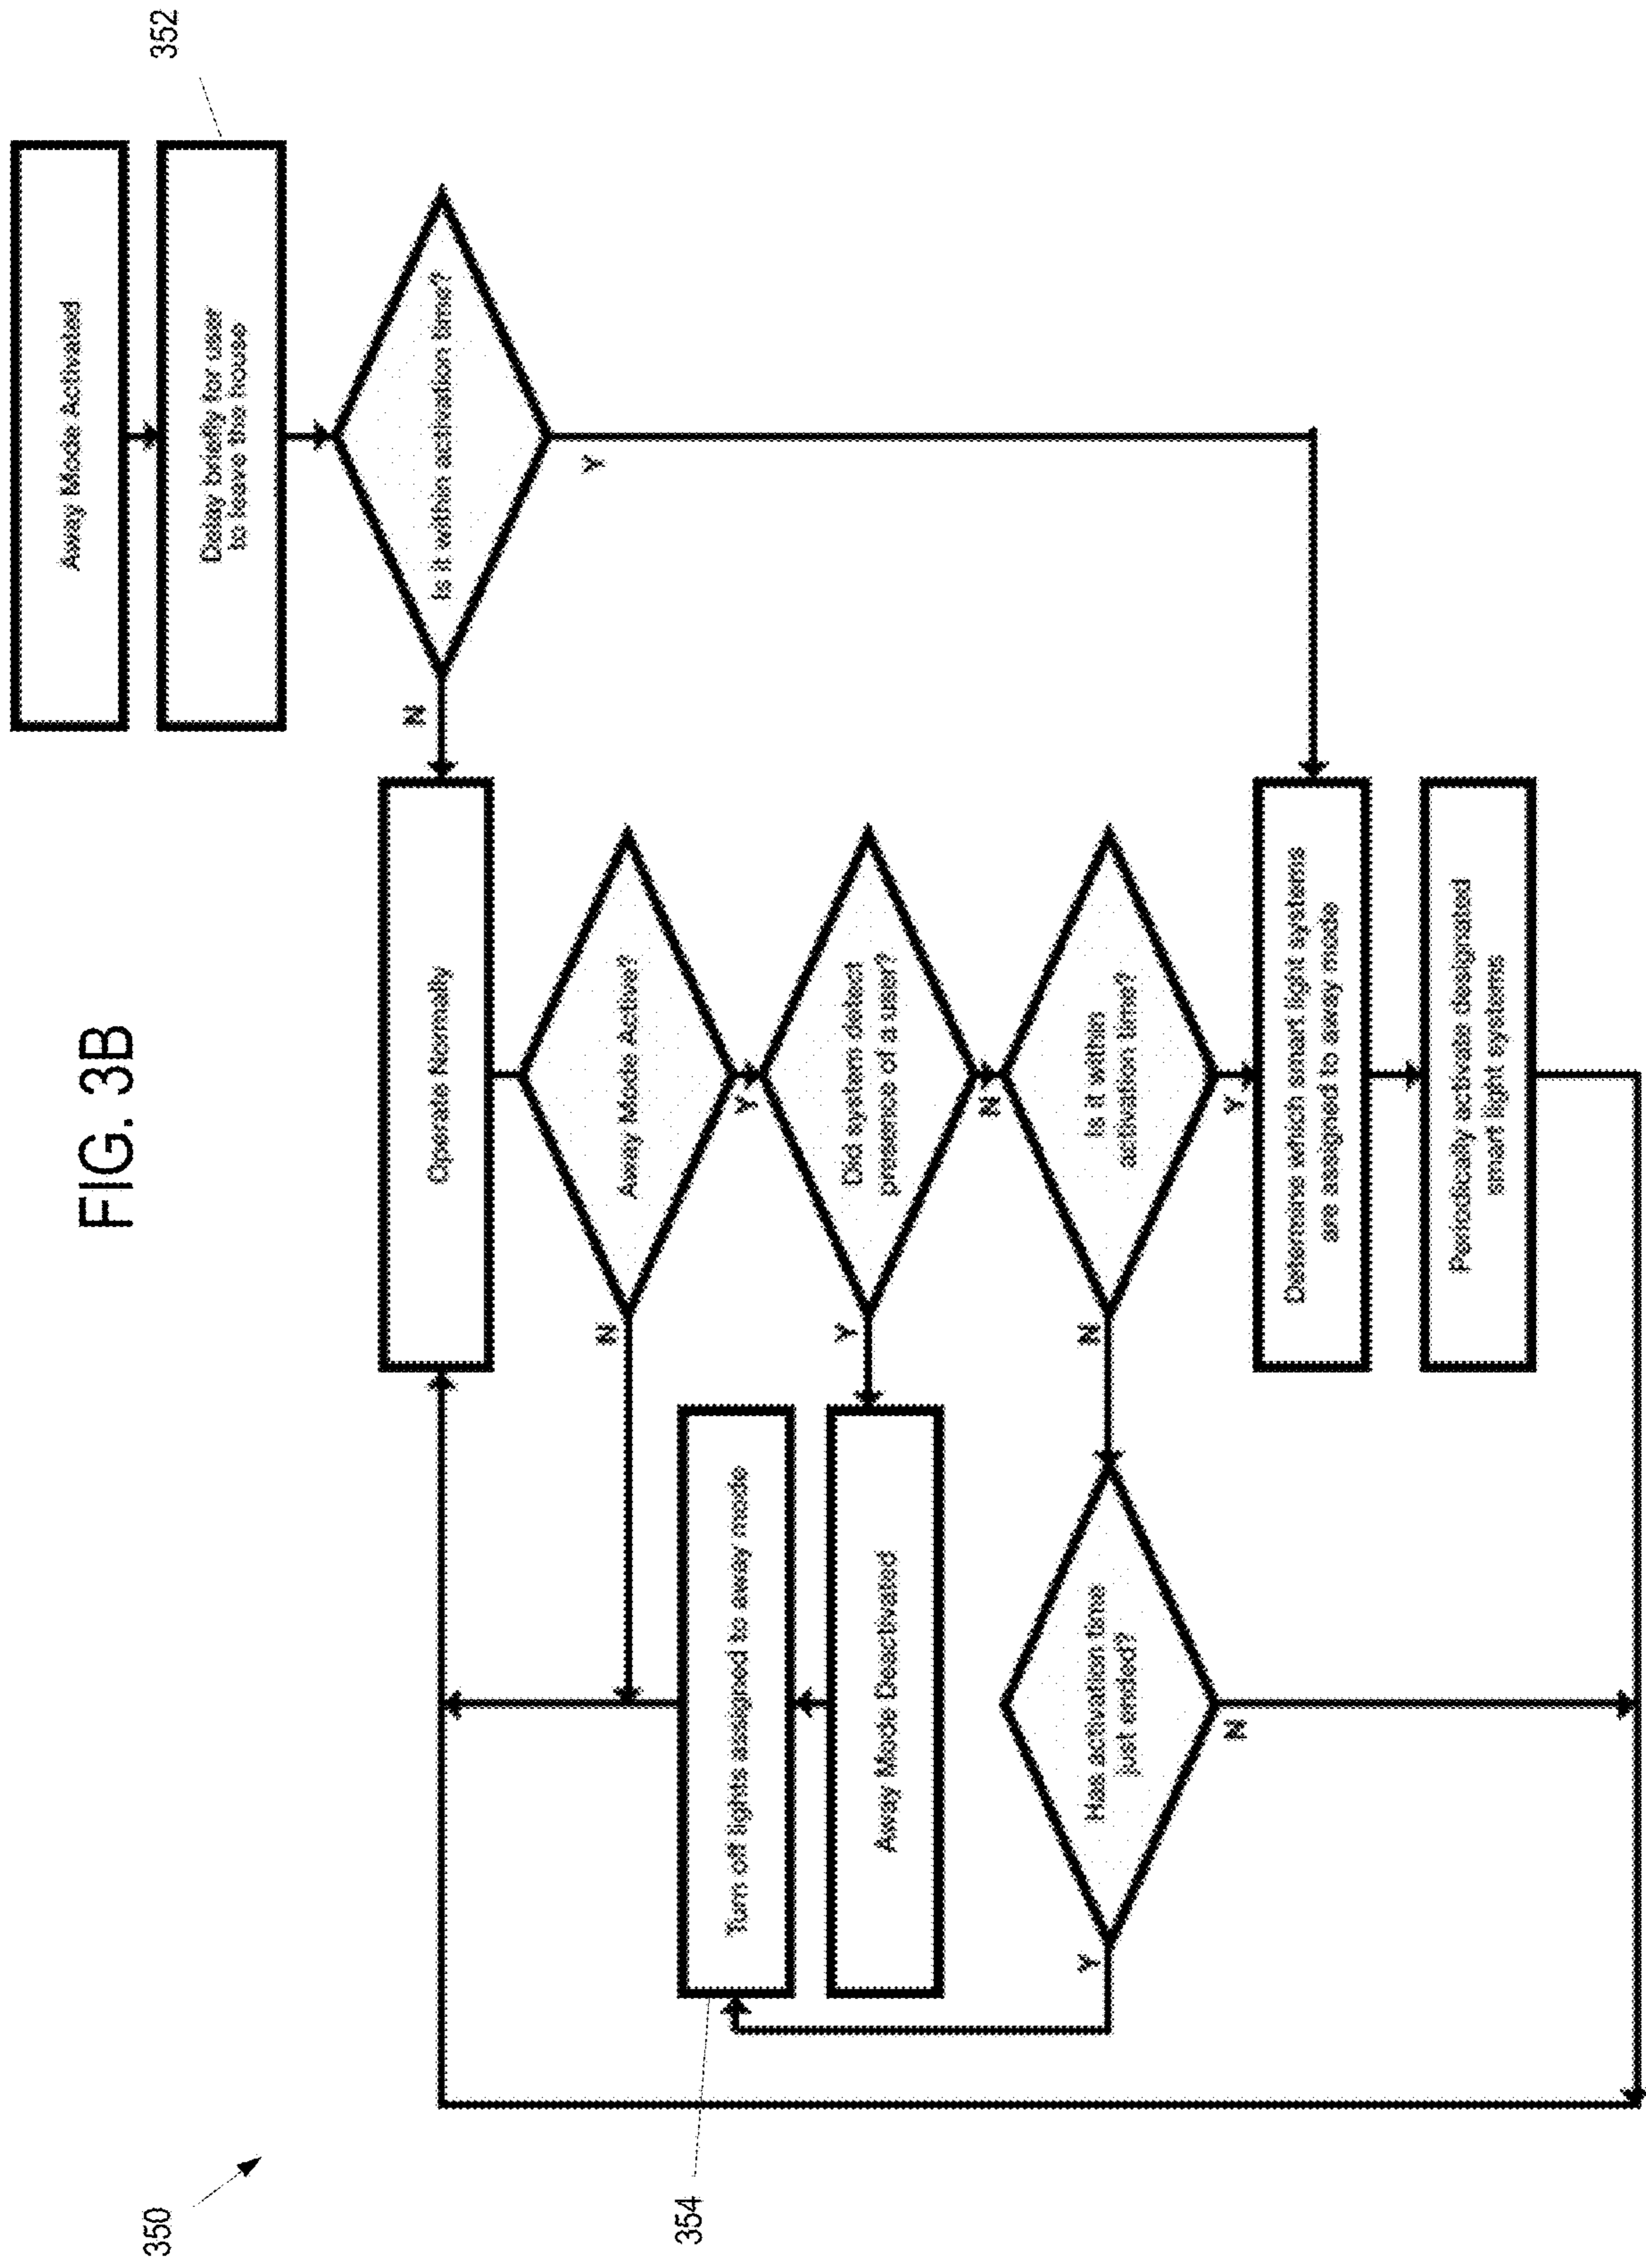 FIG. 3B
350
Away Mode Activated
Delay briefly for user
to leave the house
352
Is it within activation time?
N
Y
Operate Normally
Away Mode Active?
N
Y
Turn off lights assigned to away mode
354
Did system detect
presence of a user?
Y
N
Away Mode Deactivated
Is it within
activation time?
N
Y
Has activation time
just ended?
Y
N
Determine which smart light systems
are assigned to away mode
Periodically activate designated
smart light systems